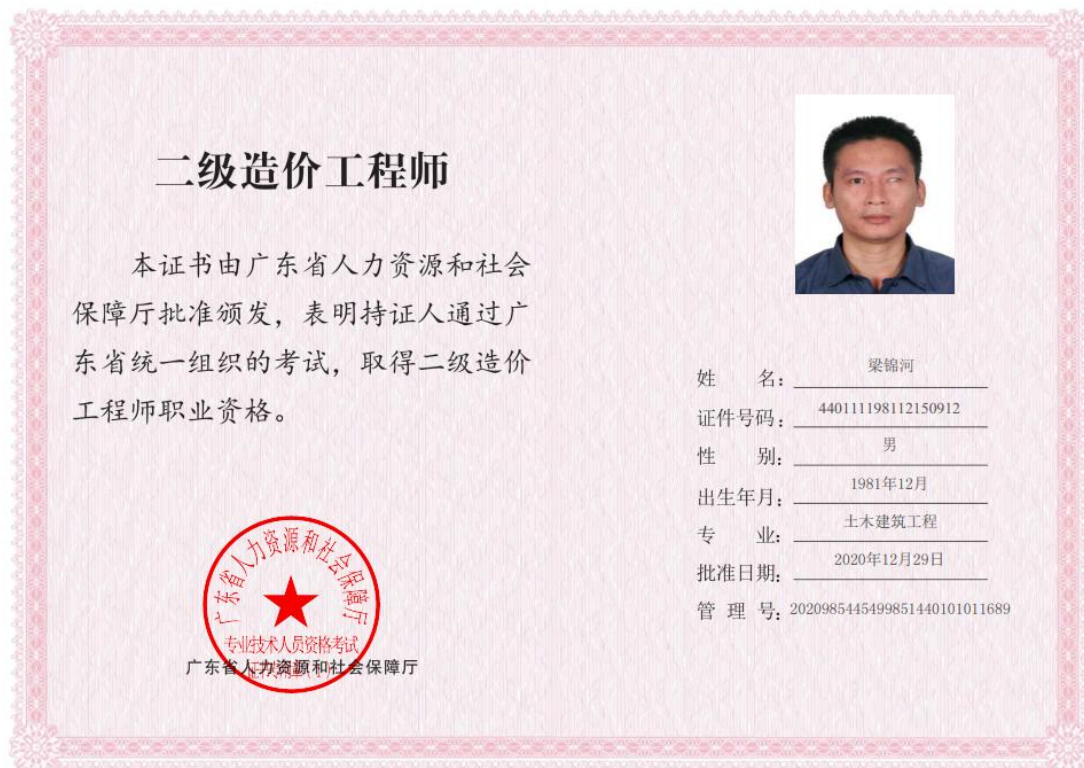 二级造价工程师
本证书由广东省人力资源和社会
保障厅批准颁发，表明持证人通过广
东省统一组织的考试，取得二级造价
工程师职业资格。
广东省人力资源和社会保障厅
专业技术人员资格考试
广东省人力资源和社会保障厅
姓 名：梁锦河
证件号码：440111198112150912
性 别：男
出生年月：1981年12月
专 业：土木建筑工程
批准日期：2020年12月29日
管 理 号：20209854454998514401010​11689